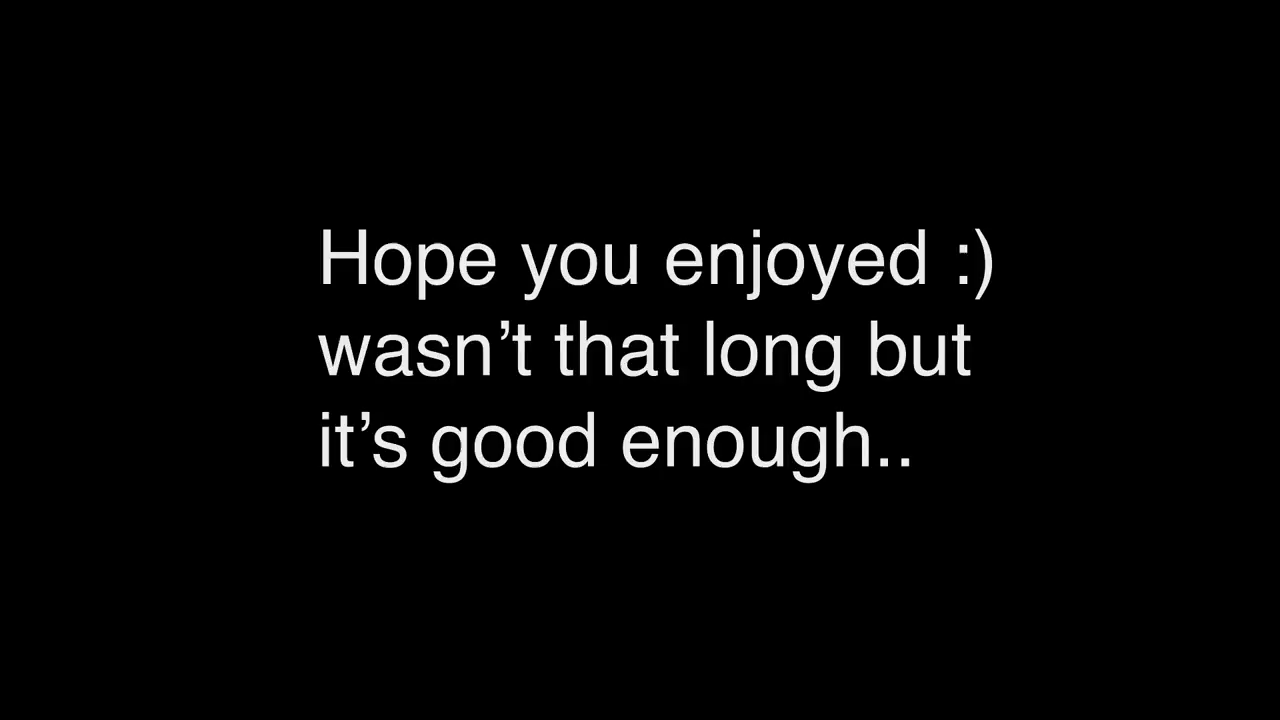 Hope you enjoyed :)
wasn’t that long but
it’s good enough..